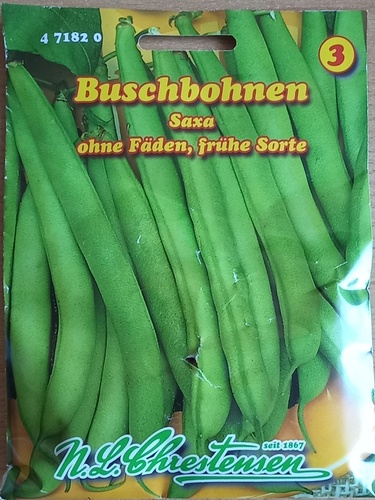 4 7182 0
3
Buschbohnen
Saxa
ohne Fäden, frühe Sorte
seit 1867
N.L. Chrestensen